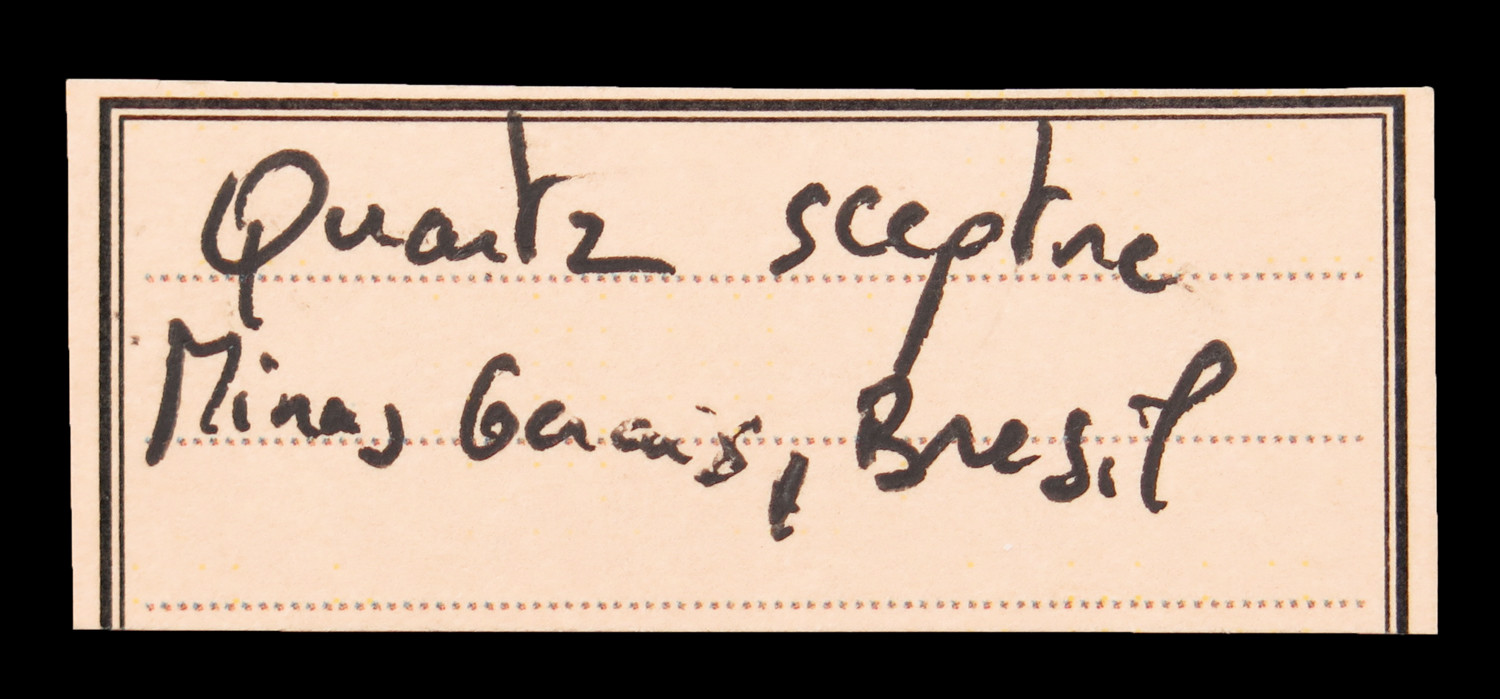 Quartz sceptre
Minas Gerais, Bresil